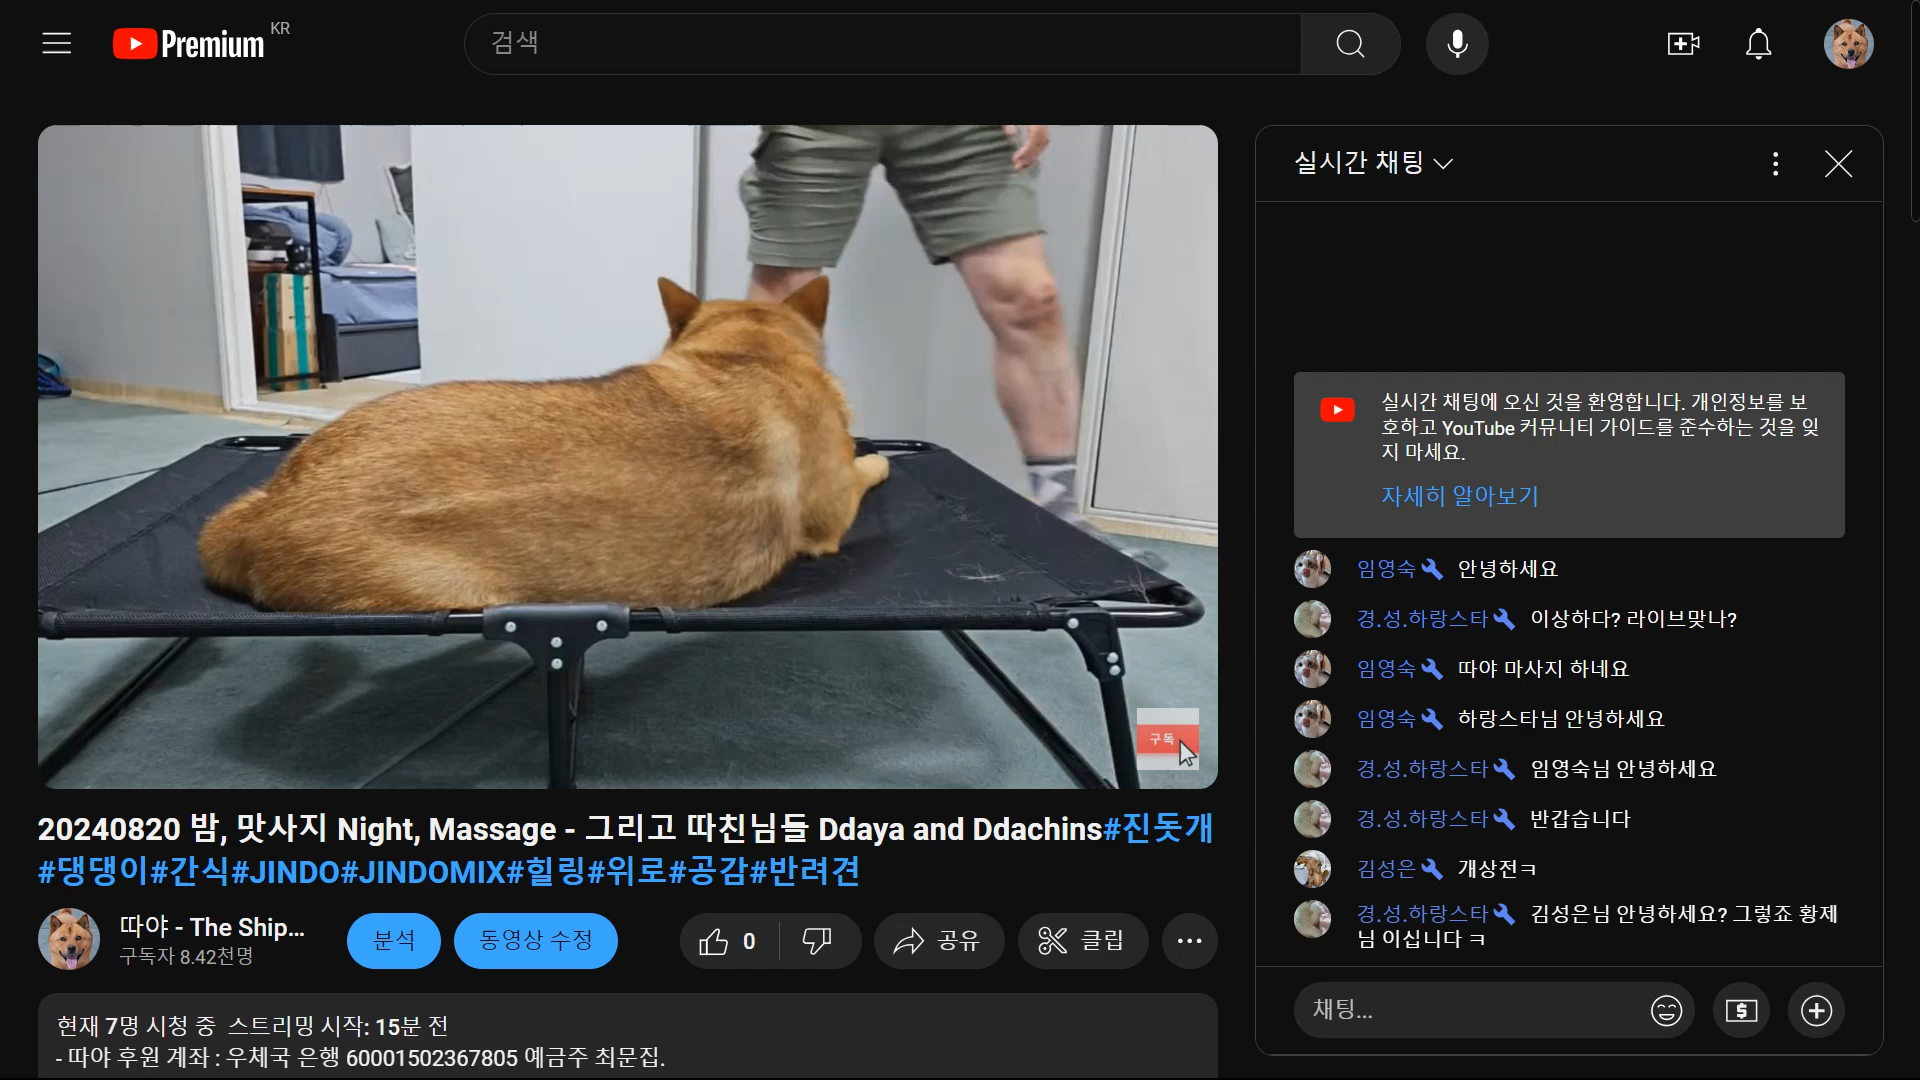 Premium KR
검색
실시간 채팅
실시간 채팅에 오신 것을 환영합니다. 개인정보를 보
호하고 YouTube 커뮤니티 가이드를 준수하는 것을 잊
지 마세요.
자세히 알아보기
임영숙 안녕하세요
경.성.하랑스타 이상하다? 라이브맞나?
임영숙 따야 마사지 하네요
임영숙 하랑스타님 안녕하세요
경.성.하랑스타 임영숙님 안녕하세요
경.성.하랑스타 반갑습니다
김성은 개상전ㅋ
경.성.하랑스타 김성은님 안녕하세요? 그렇죠 황제
님 이십니다 ㅋ
채팅...
구독
20240820 밤, 맛사지 Night, Massage - 그리고 따친님들 Ddaya and Ddachins#진돗개
#댕댕이#간식#JINDO#JINDOMIX#힐링#위로#공감#반려견
따야 - The Ship...
구독자 8.42천명
분석
동영상 수정
0
공유
클립
현재 7명 시청 중 스트리밍 시작: 15분 전
- 따야 후원 계좌 : 우체국 은행 60001502367805 예금주 최문집.